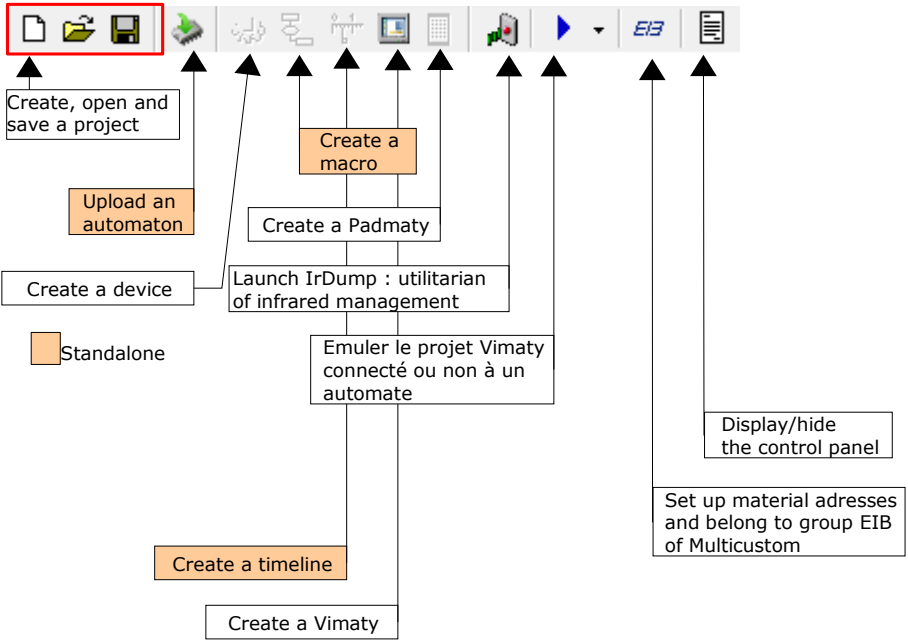 EIB
Create, open and
save a project
Create a
macro
Upload an
automaton
Create a Padmaty
Create a device
Launch IrDump : utilitarian
of infrared management
Standalone
Emuler le projet Vimaty
connecté ou non à un
automate
Display/hide
the control panel
Set up material adresses
and belong to group EIB
of Multicustom
Create a timeline
Create a Vimaty